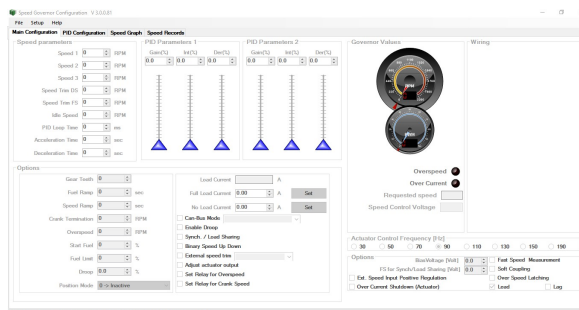 Speed Governor Configuration - V 3.0.0.81
File Setup Help
Main Configuration PID Configuration Speed Graph Speed Records
Speed parameters
Speed 1 0 RPM
Speed 2 0 RPM
Speed 3 0 RPM
Speed Trim DS 0 RPM
Speed Trim FS 0 RPM
Idle Speed 0 RPM
PID Loop Time 0 ms
Acceleration Time 0 sec
Deceleration Time 0 sec
PID Parameters 1
Gain(%) Int(%) Der(%)
0.0 0.0 0.0
PID Parameters 2
Gain(%) Int(%) Der(%)
0.0 0.0 0.0
Governor Values
RPM
Overspeed
Over Current
Requested speed
Speed Control Voltage
Wiring
Options
Gear Teeth 0
Fuel Ramp 0 sec
Speed Ramp 0 sec
Crank Termination 0 RPM
Overspeed 0 RPM
Start Fuel 0 %
Fuel Limit 0 %
Droop 0.0 %
Position Mode 0 -> Inactive
Load Current A
Full Load Current 0.00 A Set
No Load Current 0.00 A Set
Can-Bus Mode
Enable Droop
Synch. / Load Sharing
Binary Speed Up Down
External speed trim
Adjust actuator output
Set Relay for Overspeed
Set Relay for Crank Speed
Actuator Control Frequency [Hz]
30 50 70 90 110 130 150 190
Options
BiasVoltage [Volt] 0.0 Fast Speed Measurement
FS for Synch/Load Sharing [Volt] 0.0 Soft Coupling
Ext. Speed Input Positive Regulation Over Speed Latching
Over Current Shutdown (Actuator) Lead Lag